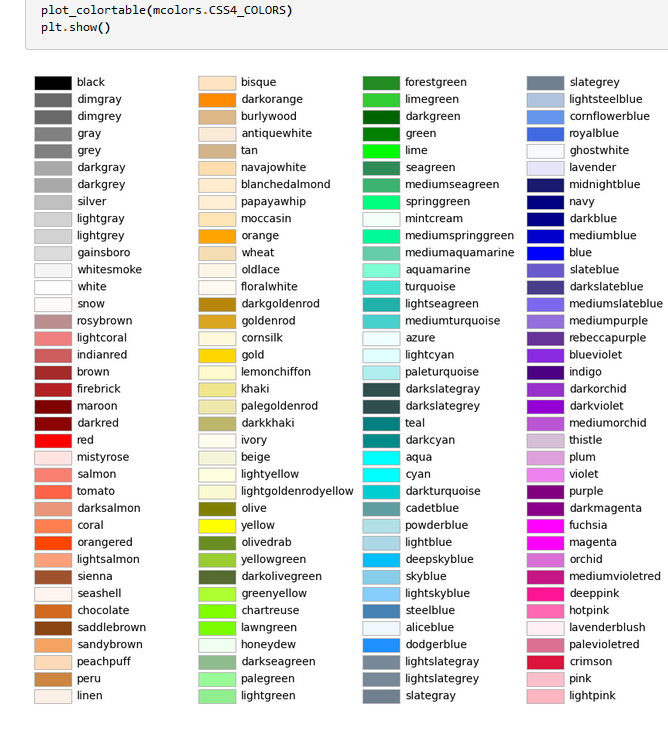 plot_colortable(mcolors.CSS4_COLORS)
plt.show()
black
dimgray
dimgrey
gray
grey
darkgray
darkgrey
silver
lightgray
lightgrey
gainsboro
whitesmoke
white
snow
rosybrown
lightcoral
indianred
brown
firebrick
maroon
darkred
red
mistyrose
salmon
tomato
darksalmon
coral
orangered
lightsalmon
sienna
seashell
chocolate
saddlebrown
sandybrown
peachpuff
peru
linen
bisque
darkorange
burlywood
antiquewhite
tan
navajowhite
blanchedalmond
papayawhip
moccasin
orange
wheat
oldlace
floralwhite
darkgoldenrod
goldenrod
cornsilk
gold
lemonchiffon
khaki
palegoldenrod
darkkhaki
ivory
beige
lightyellow
lightgoldenrodyellow
olive
yellow
olivedrab
yellowgreen
darkolivegreen
greenyellow
chartreuse
lawngreen
honeydew
darkseagreen
palegreen
lightgreen
forestgreen
limegreen
darkgreen
green
lime
seagreen
mediumseagreen
springgreen
mintcream
mediumspringgreen
mediumaquamarine
aquamarine
turquoise
lightseagreen
mediumturquoise
azure
lightcyan
paleturquoise
darkslategray
darkslategrey
teal
darkcyan
aqua
cyan
darkturquoise
cadetblue
powderblue
lightblue
deepskyblue
skyblue
lightskyblue
steelblue
aliceblue
dodgerblue
lightslategray
lightslategrey
slategray
slategrey
lightsteelblue
cornflowerblue
royalblue
ghostwhite
lavender
midnightblue
navy
darkblue
mediumblue
blue
slateblue
darkslateblue
mediumslateblue
mediumpurple
rebeccapurple
blueviolet
indigo
darkorchid
darkviolet
mediumorchid
thistle
plum
violet
purple
darkmagenta
fuchsia
magenta
orchid
mediumvioletred
deeppink
hotpink
lavenderblush
palevioletred
crimson
pink
lightpink